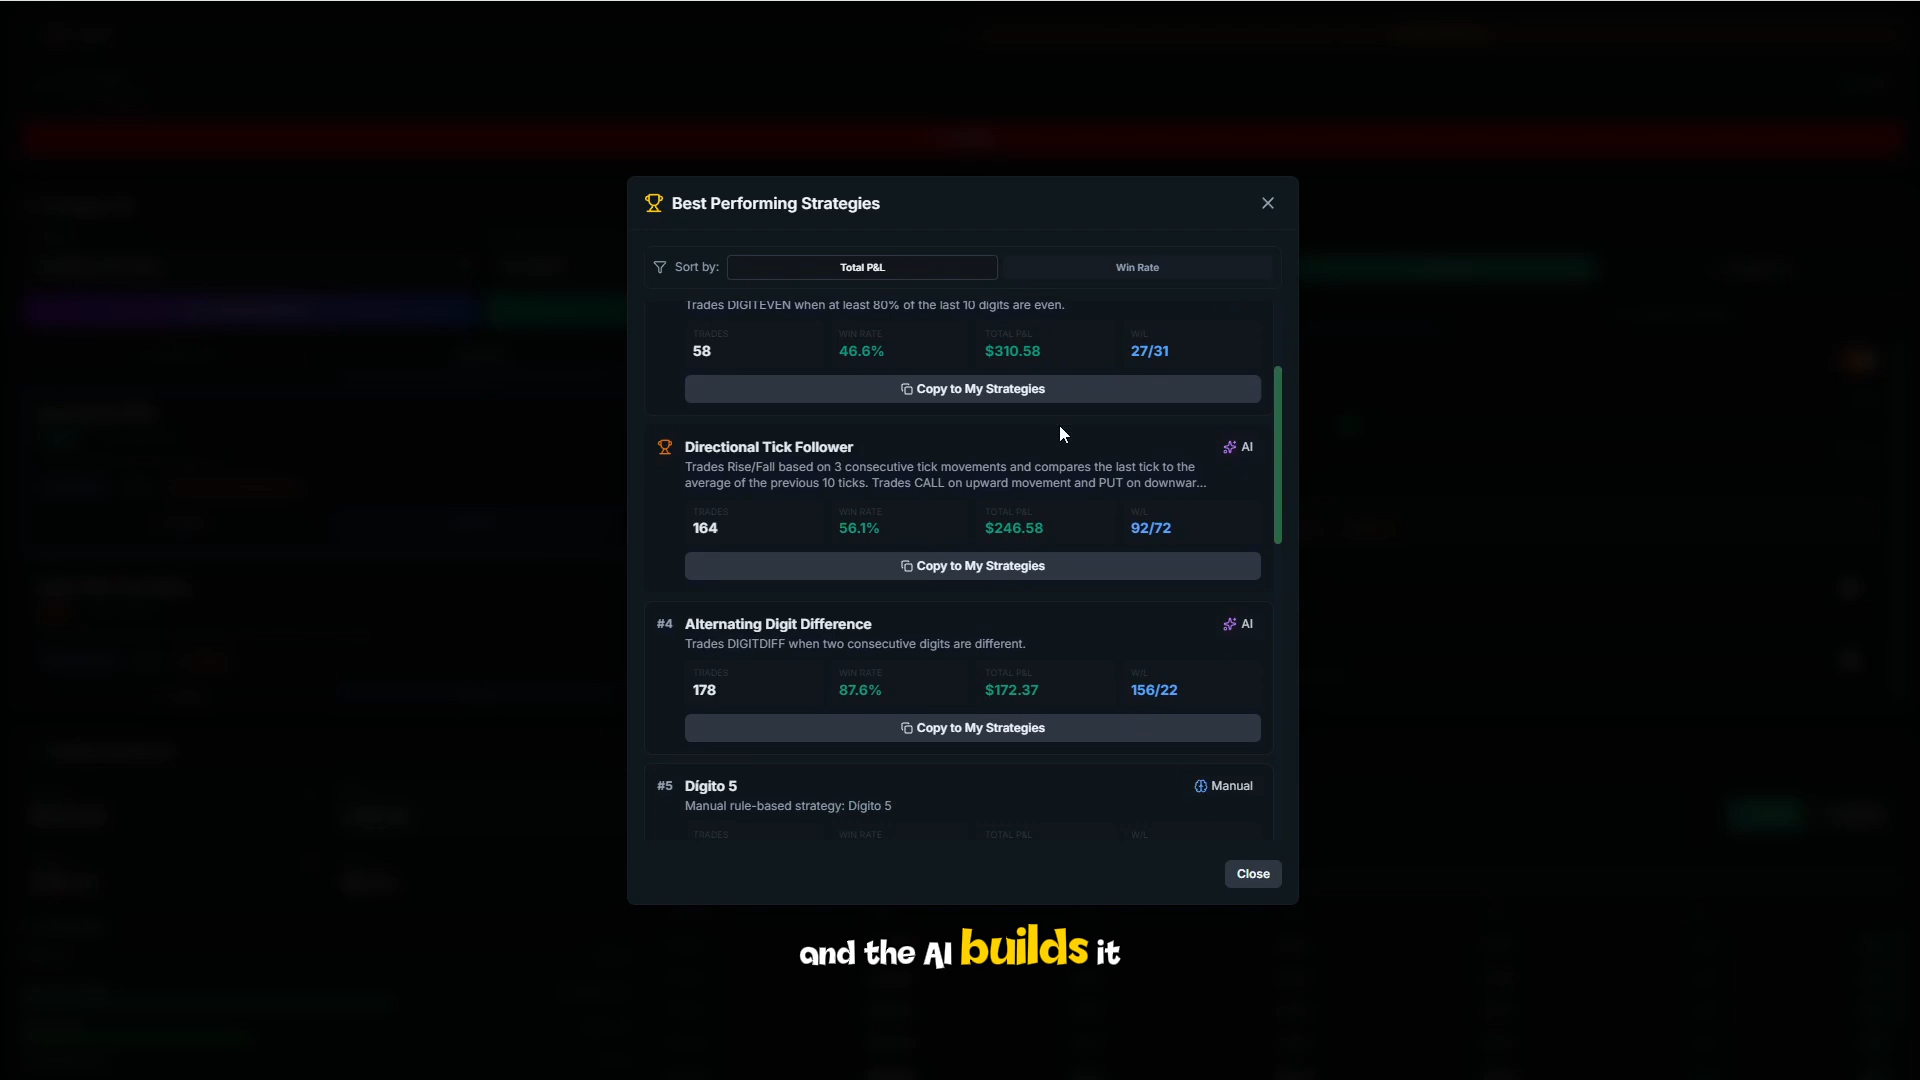 Best Performing Strategies
Sort by:
Total P&L
Win Rate
Trades DIGITEVEN when at least 80% of the last 10 digits are even.
TRADES
WIN RATE
TOTAL P&L
W/L
58
46.6%
$310.58
27/31
Copy to My Strategies
Directional Tick Follower
AI
Trades Rise/Fall based on 3 consecutive tick movements and compares the last tick to the
average of the previous 10 ticks. Trades CALL on upward movement and PUT on downwar...
TRADES
WIN RATE
TOTAL P&L
W/L
164
56.1%
$246.58
92/72
Copy to My Strategies
#4
Alternating Digit Difference
AI
Trades DIGITDIFF when two consecutive digits are different.
TRADES
WIN RATE
TOTAL P&L
W/L
178
87.6%
$172.37
156/22
Copy to My Strategies
#5
Dígito 5
Manual
Manual rule-based strategy: Dígito 5
TRADES
WIN RATE
TOTAL P&L
W/L
Close
and the AI builds it